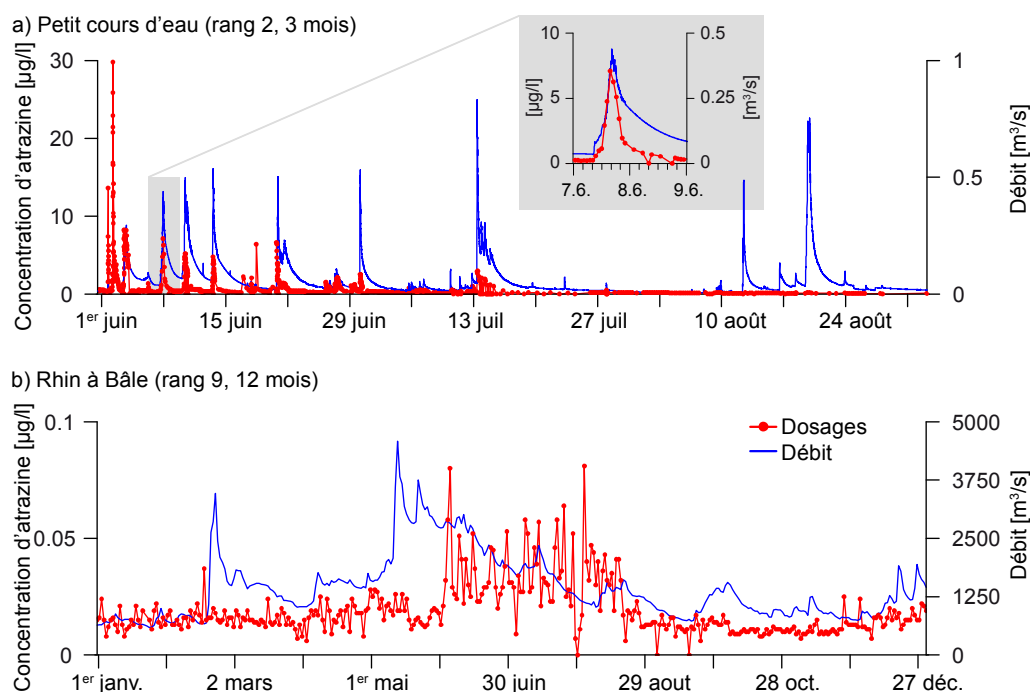 a) Petit cours d'eau (rang 2, 3 mois)
Concentration d'atrazine [µg/l]
30
20
10
0
1
0.5
0
Débit [m³/s]
10
5
0
[µg/l]
0.5
0.25
0
[m³/s]
7.6. 8.6. 9.6.
1er juin 15 juin 29 juin 13 juil 27 juil 10 août 24 août
b) Rhin à Bâle (rang 9, 12 mois)
Concentration d'atrazine [µg/l]
0.1
0.05
0
Dosages
Débit
5000
3750
2500
1250
0
Débit [m³/s]
1er janv. 2 mars 1er mai 30 juin 29 aout 28 oct. 27 déc.